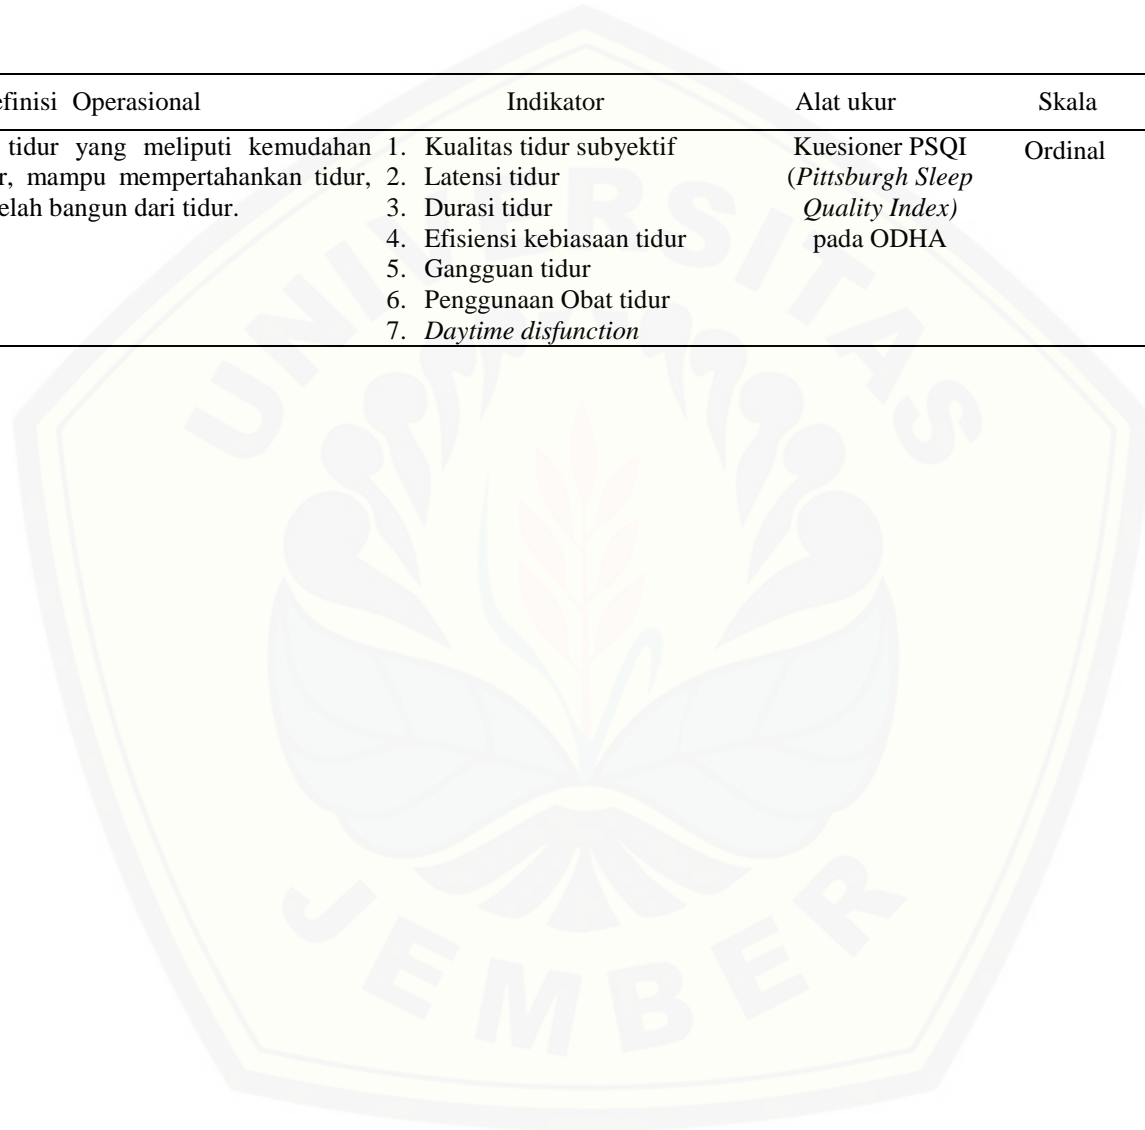 efinisi Operasional Indikator Alat ukur Skala
tidur yang meliputi kemudahan 1. Kualitas tidur subyektif Kuesioner PSQI Ordinal
r, mampu mempertahankan tidur, 2. Latensi tidur (Pittsburgh Sleep
elah bangun dari tidur. 3. Durasi tidur Quality Index)
4. Efisiensi kebiasaan tidur pada ODHA
5. Gangguan tidur
6. Penggunaan Obat tidur
7. Daytime disfunction
UNIVERSITAS
JEMBER